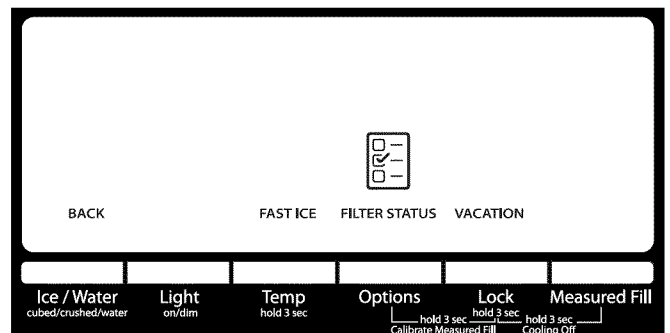 BACK FAST ICE FILTER STATUS VACATION
Ice / Water Light Temp Options Lock Measured Fill
cubed/crushed/water on/dim hold 3 sec hold 3 sec
hold 3 sec hold 3 sec
Calibrate Measured Fill Cooling Off